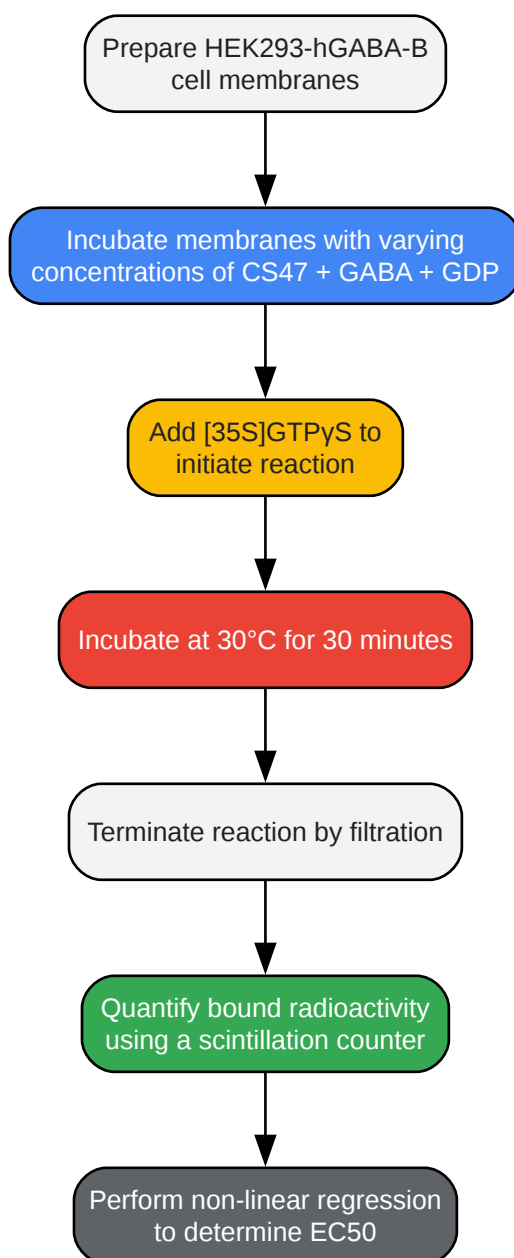 Prepare HEK293-hGABA-B
cell membranes
Incubate membranes with varying
concentrations of CS47 + GABA + GDP
Add [35S]GTPγS to
initiate reaction
Incubate at 30°C for 30 minutes
Terminate reaction by filtration
Quantify bound radioactivity
using a scintillation counter
Perform non-linear regression
to determine EC50